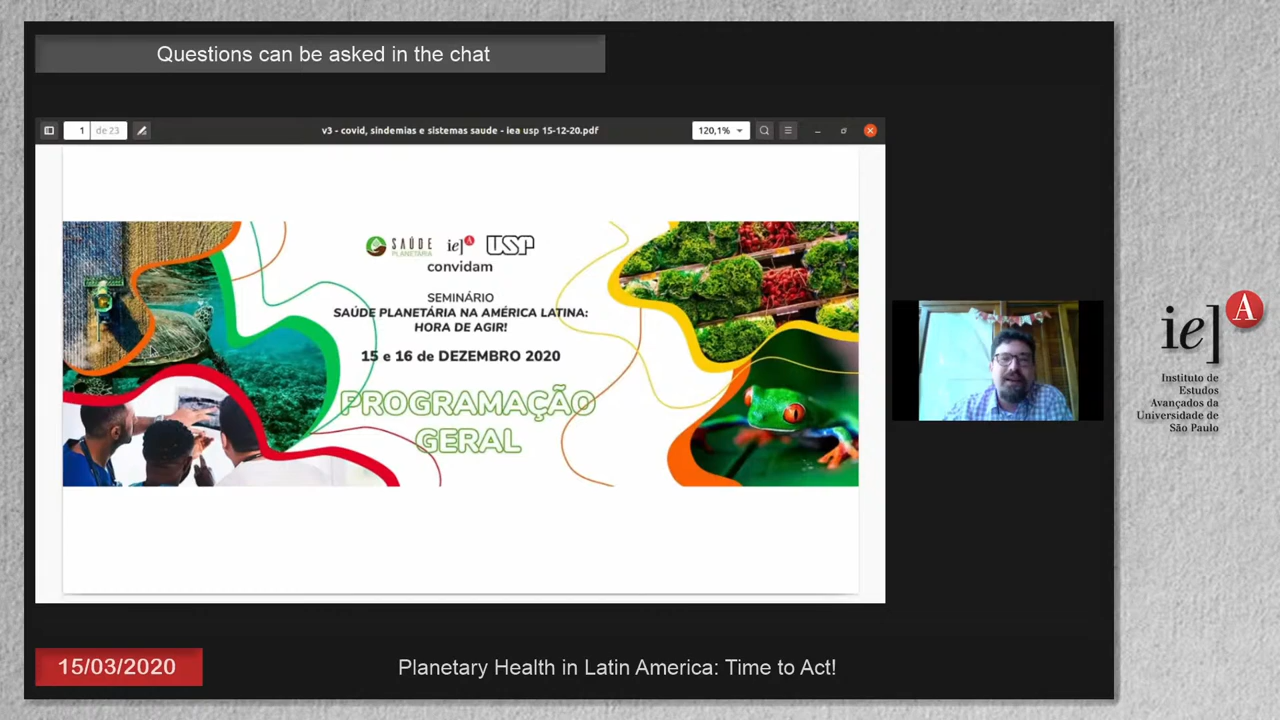 Questions can be asked in the chat
1 de 23
v3 - covid, sindemias e sistemas saude - iea usp 15-12-20.pdf
120,1%
SAÚDE
PLANETÁRIA
ie]A
USP
convidam
SEMINÁRIO
SAÚDE PLANETÁRIA NA AMÉRICA LATINA:
HORA DE AGIR!
15 e 16 de DEZEMBRO 2020
PROGRAMAÇÃO
GERAL
ie]A
Instituto de
Estudos
Avançados da
Universidade de
São Paulo
15/03/2020
Planetary Health in Latin America: Time to Act!